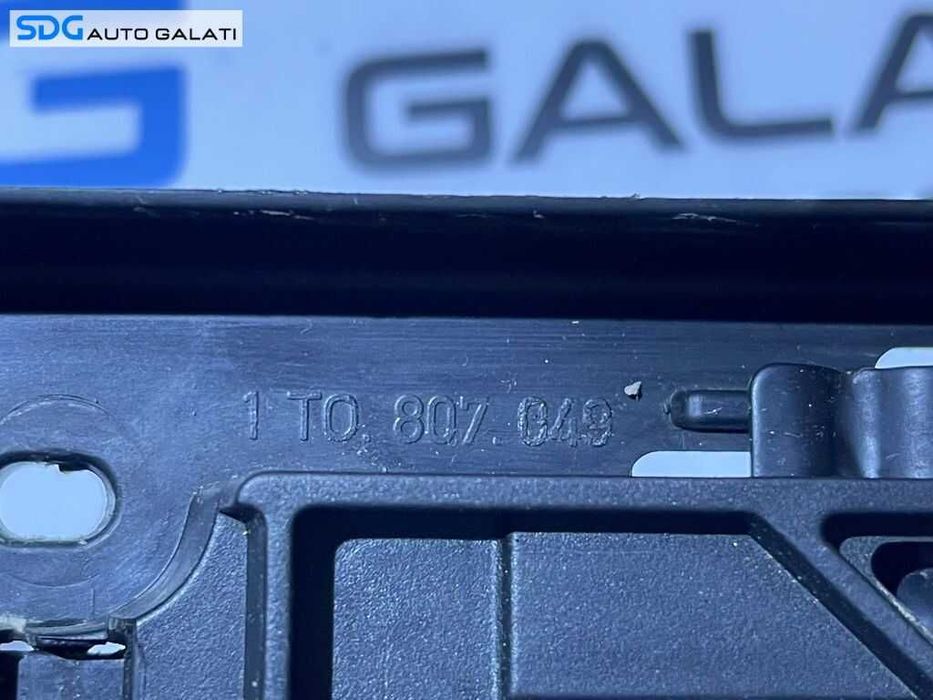 SDG AUTO GALATI
G GALA
1 T0. 807. 049